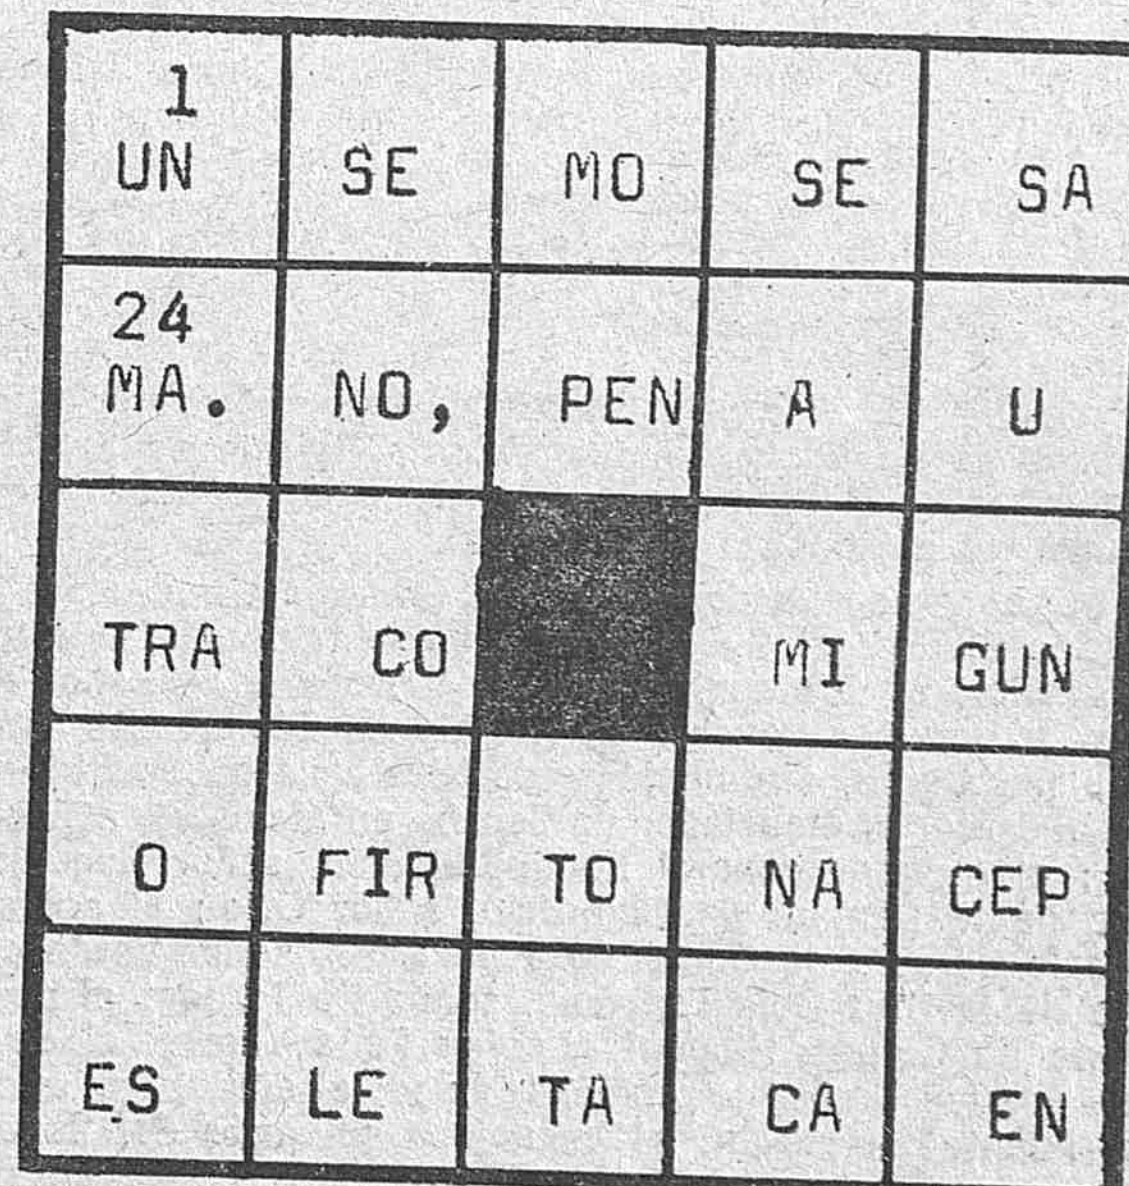 1
UN SE MO SE SA
24
MA. NO, PEN A U
TRA CO MI GUN
O FIR TO NA CEP
ES LE TA CA EN